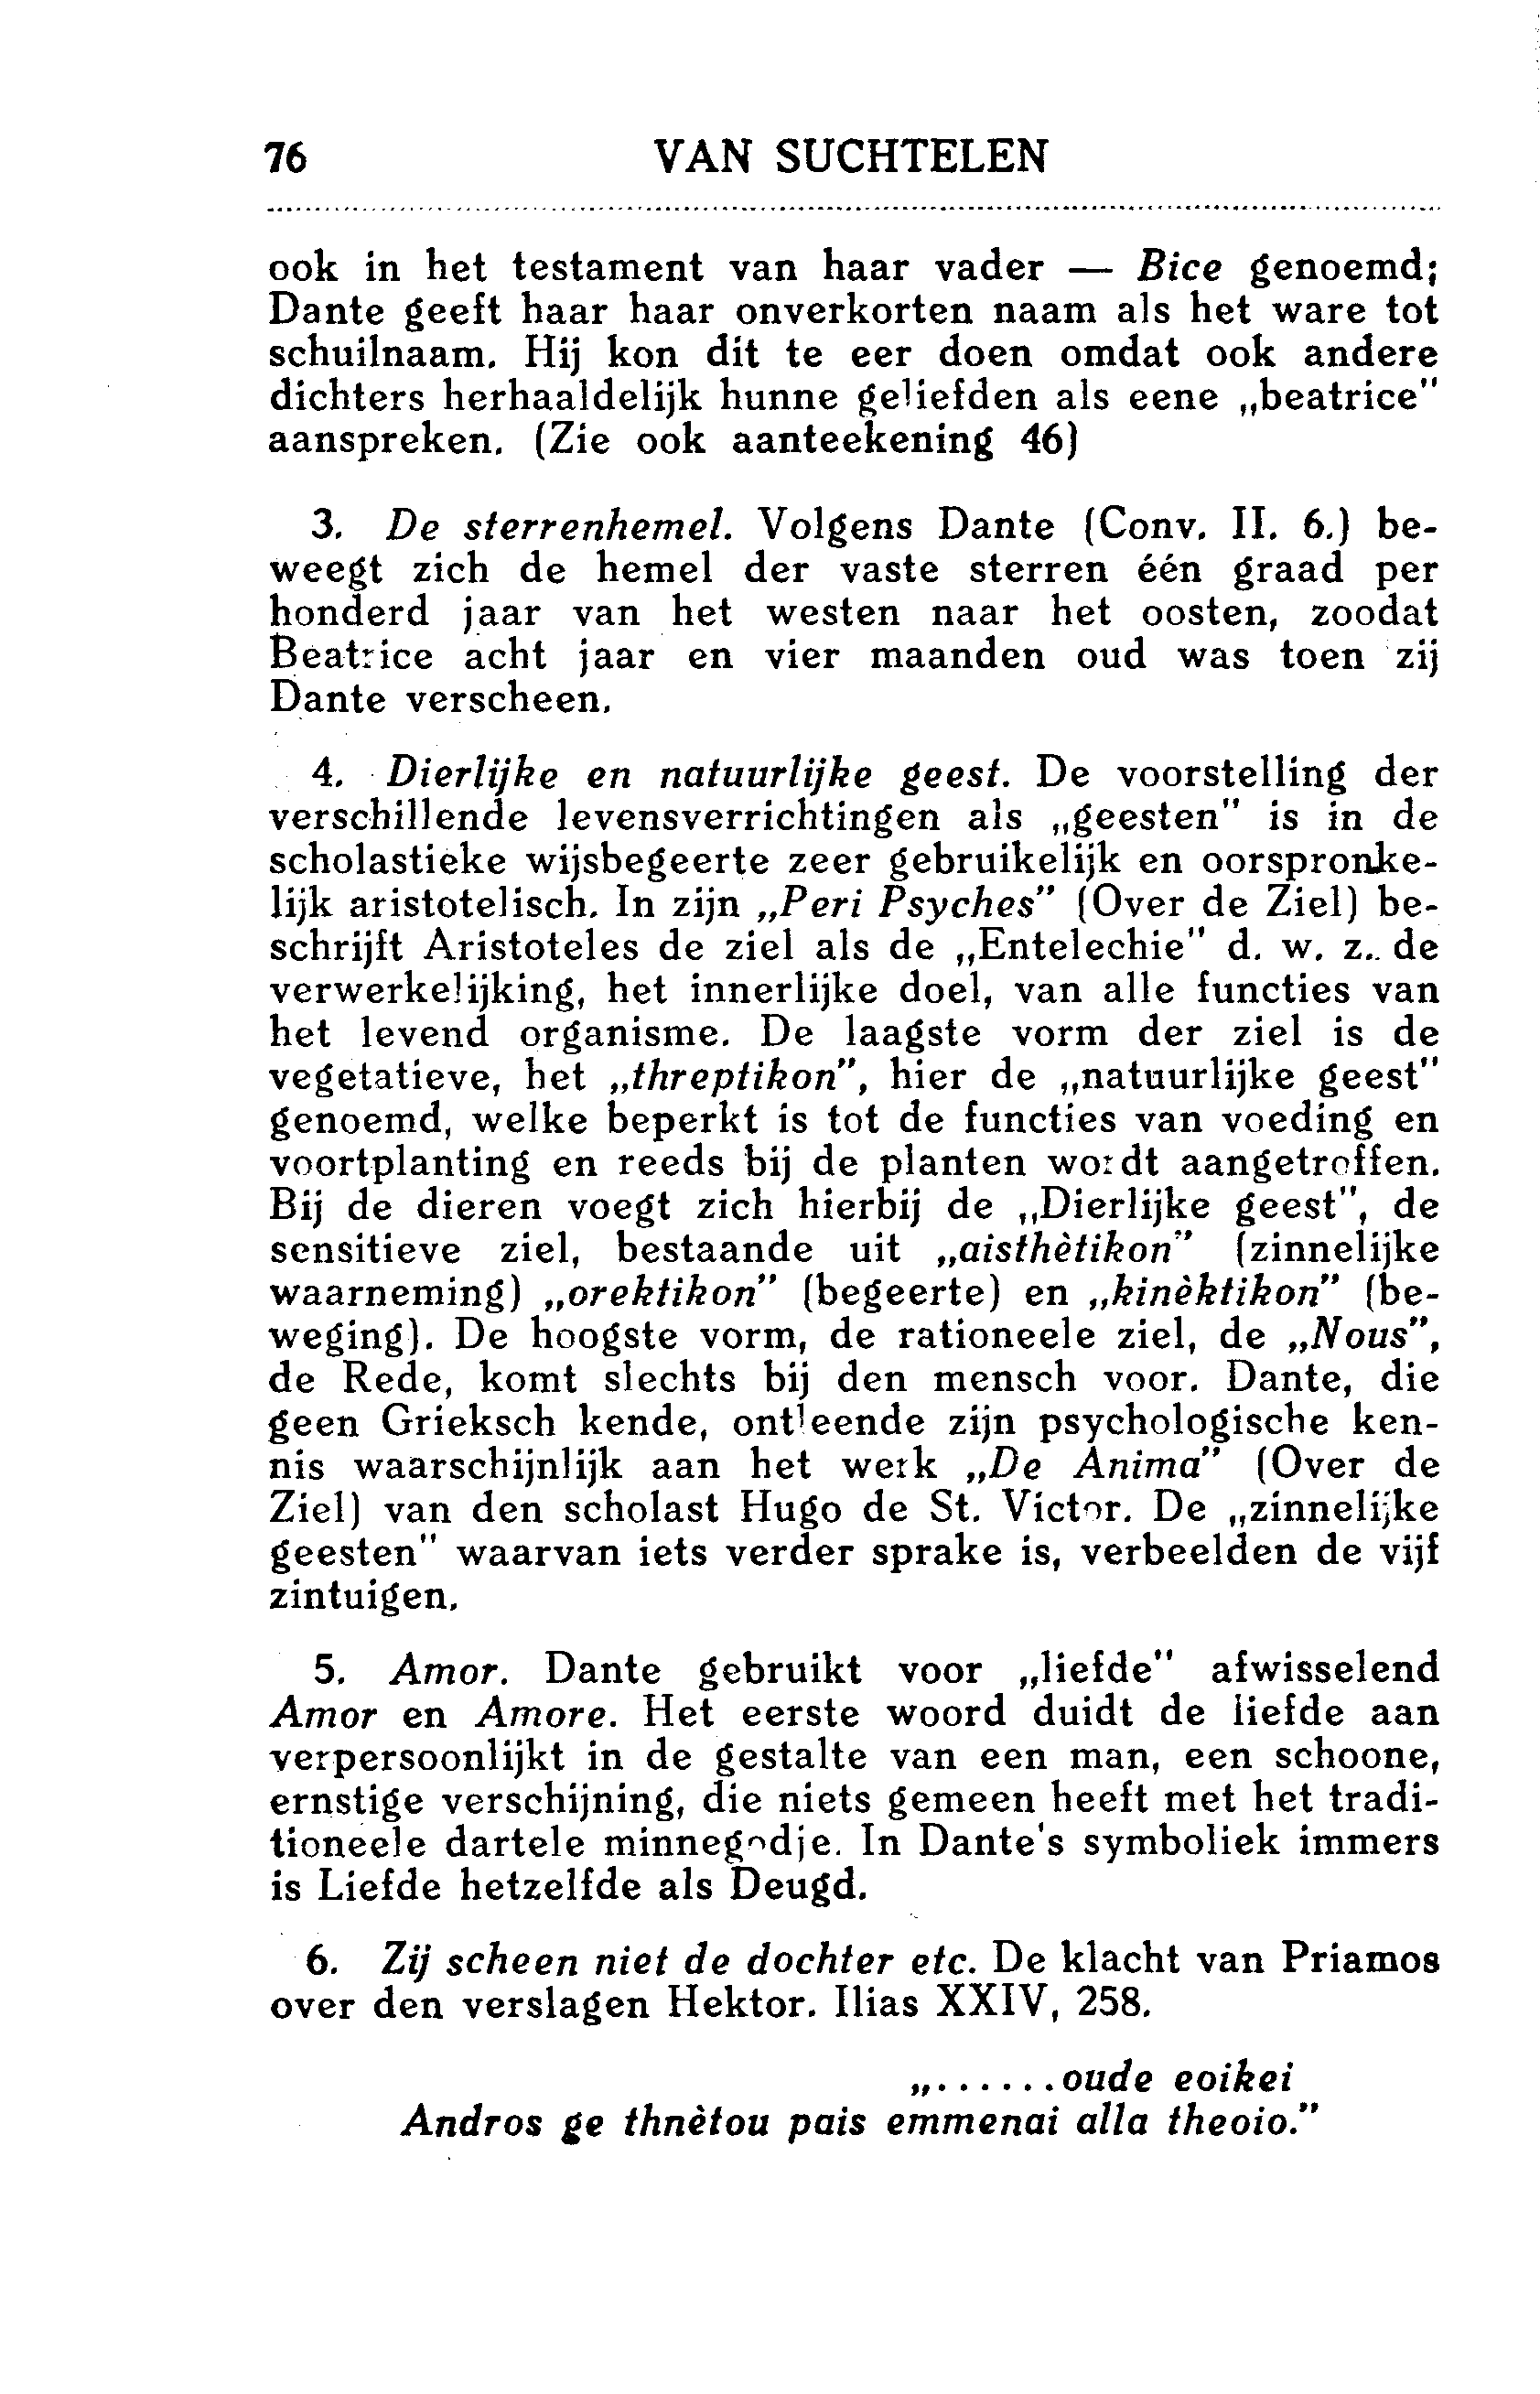 76 VAN SUCHTELEN
ook in het testament van haar vader — Bice genoemd;
Dante geeft haar haar onverkorten naam als het ware tot
schuilnaam. Hij kon dit te eer doen omdat ook andere
dichters herhaaldelijk hunne geliefden als eene „beatrice"
aanspreken. (Zie ook aanteekening 46)
3. De sterrenhemel. Volgens Dante (Conv. II. 6.) be-
weegt zich de hemel der vaste sterren één graad per
honderd jaar van het westen naar het oosten, zoodat
Beatrice acht jaar en vier maanden oud was toen zij
Dante verscheen.
4. Dierlijke en natuurlijke geest. De voorstelling der
verschillende levensverrichtingen als „geesten" is in de
scholastieke wijsbegeerte zeer gebruikelijk en oorspronke-
lijk aristotelisch. In zijn „Peri Psyches" (Over de Ziel) be-
schrijft Aristoteles de ziel als de „Entelechie" d. w. z. de
verwerkelijking, het innerlijke doel, van alle functies van
het levend organisme. De laagste vorm der ziel is de
vegetatieve, het „threptikon", hier de „natuurlijke geest"
genoemd, welke beperkt is tot de functies van voeding en
voortplanting en reeds bij de planten wordt aangetroffen.
Bij de dieren voegt zich hierbij de „Dierlijke geest", de
sensitieve ziel, bestaande uit „aisthètikon" (zinnelijke
waarneming) „orektikon" (begeerte) en „kinèktikon" (be-
weging). De hoogste vorm, de rationeele ziel, de „Nous",
de Rede, komt slechts bij den mensch voor. Dante, die
geen Grieksch kende, ontleende zijn psychologische ken-
nis waarschijnlijk aan het werk „De Anima" (Over de
Ziel) van den scholast Hugo de St. Victor. De „zinnelijke
geesten" waarvan iets verder sprake is, verbeelden de vijf
zintuigen.
5. Amor. Dante gebruikt voor „liefde" afwisselend
Amor en Amore. Het eerste woord duidt de liefde aan
verpersoonlijkt in de gestalte van een man, een schoone,
ernstige verschijning, die niets gemeen heeft met het tradi-
tioneele dartele minnegodje. In Dante's symboliek immers
is Liefde hetzelfde als Deugd.
6. Zij scheen niet de dochter etc. De klacht van Priamos
over den verslagen Hektor. Ilias XXIV, 258.
„...... oude eoikei
Andros ge thnètou pais emmenai alla theoio."